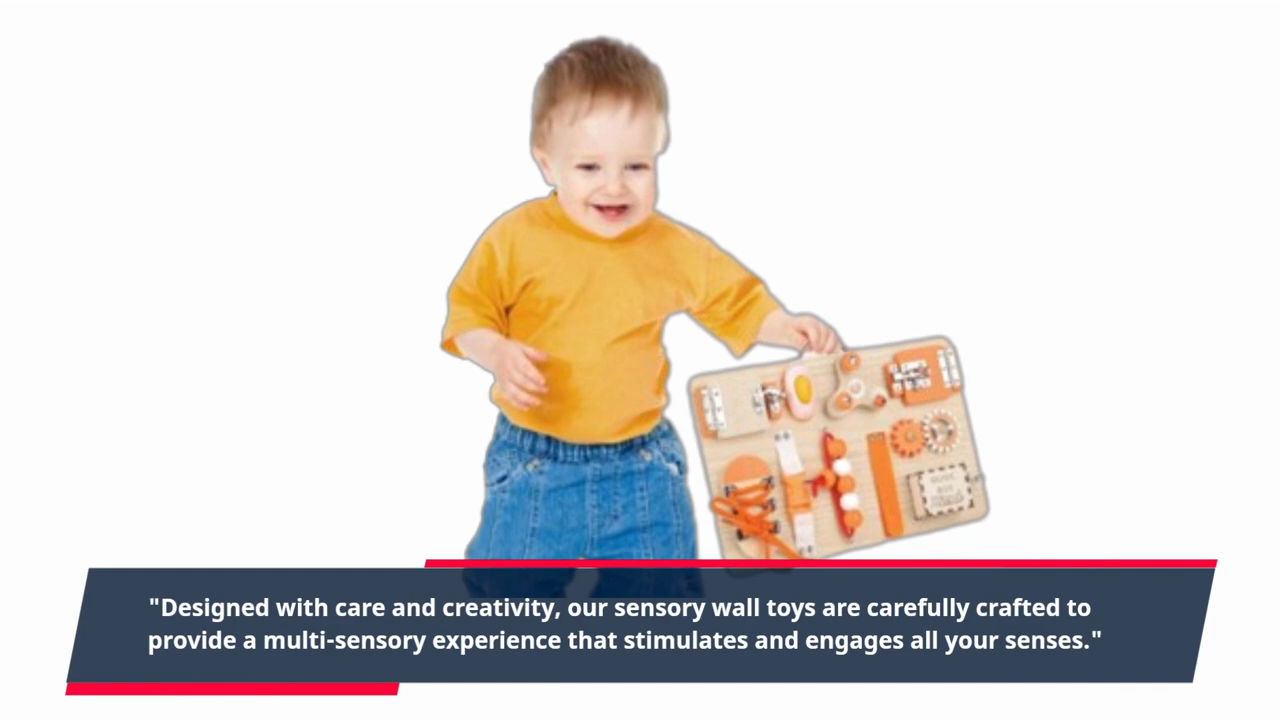 "Designed with care and creativity, our sensory wall toys are carefully crafted to
provide a multi-sensory experience that stimulates and engages all your senses."